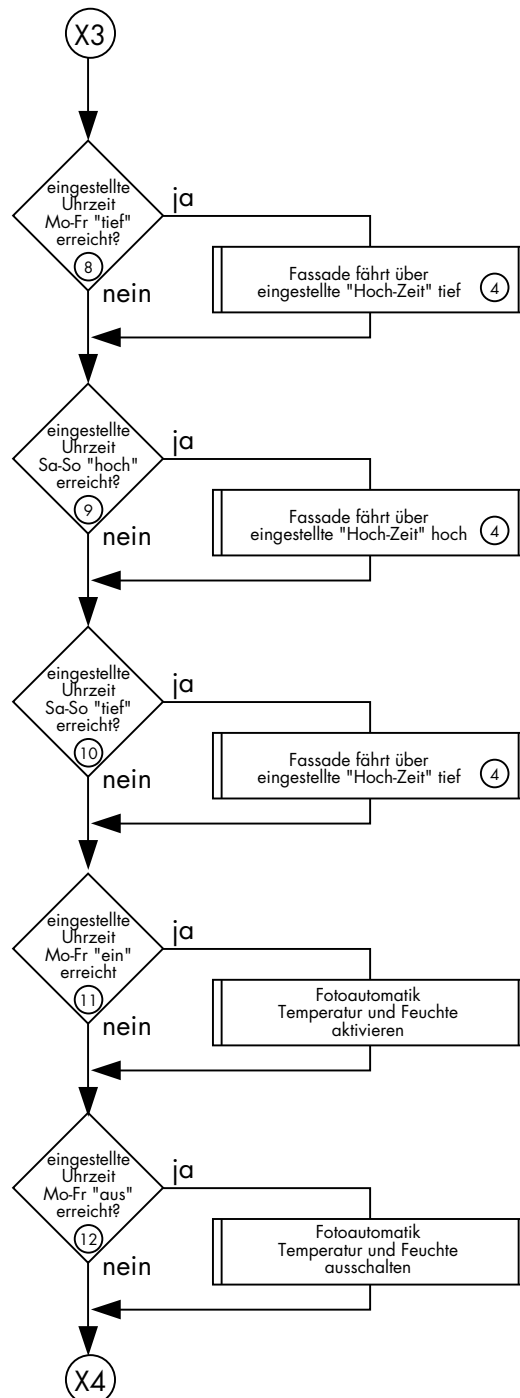 X3
eingestellte
Uhrzeit
Mo-Fr "tief"
erreicht?
8
ja
nein
Fassade fährt über
eingestellte "Hoch-Zeit" tief
4
eingestellte
Uhrzeit
Sa-So "hoch"
erreicht?
9
ja
nein
Fassade fährt über
eingestellte "Hoch-Zeit" hoch
4
eingestellte
Uhrzeit
Sa-So "tief"
erreicht?
10
ja
nein
Fassade fährt über
eingestellte "Hoch-Zeit" tief
4
eingestellte
Uhrzeit
Mo-Fr "ein"
erreicht
11
ja
nein
Fotoautomatik
Temperatur und Feuchte
aktivieren
eingestellte
Uhrzeit
Mo-Fr "aus"
erreicht?
12
ja
nein
Fotoautomatik
Temperatur und Feuchte
ausschalten
X4